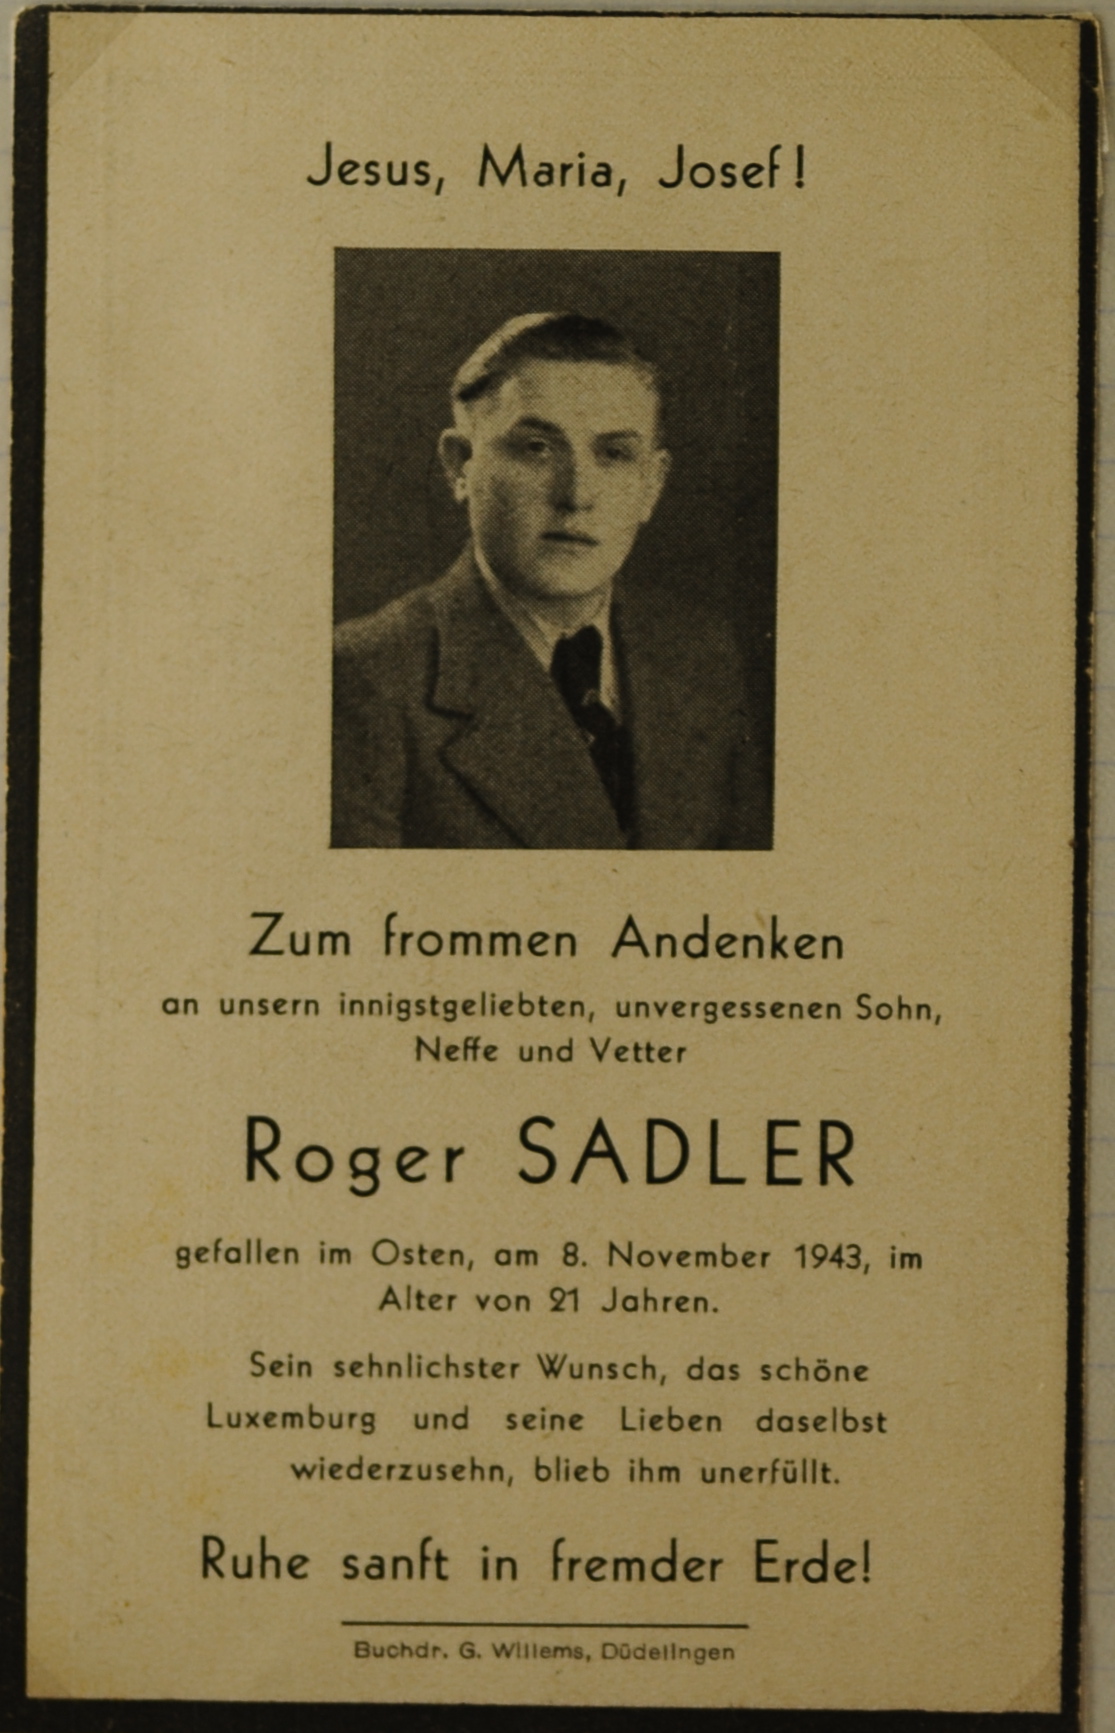 Jesus, Maria, Josef!
Zum frommen Andenken
an unsern innigstgeliebten, unvergessenen Sohn,
Neffe und Vetter
Roger SADLER
gefallen im Osten, am 8. November 1943, im
Alter von 21 Jahren.
Sein sehnlichster Wunsch, das schöne
Luxemburg und seine Lieben daselbst
wiederzusehn, blieb ihm unerfüllt.
Ruhe sanft in fremder Erde!
Buchdr. G. Willems, Düdelingen